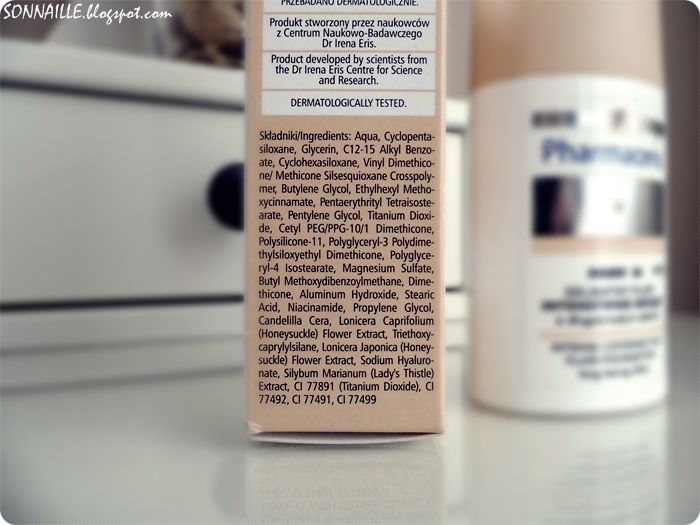 SONNAILLE.blogspot.com
PRZEBADANO DERMATOLOGICZNIE.
Produkt stworzony przez naukowców
z Centrum Naukowo-Badawczego
Dr Irena Eris.
Product developed by scientists from
the Dr Irena Eris Centre for Science
and Research.
DERMATOLOGICALLY TESTED.
Składniki/Ingredients: Aqua, Cyclopenta-
siloxane, Glycerin, C12-15 Alkyl Benzo-
ate, Cyclohexasiloxane, Vinyl Dimethico-
ne/ Methicone Silsesquioxane Crosspoly-
mer, Butylene Glycol, Ethylhexyl Metho-
xycinnamate, Pentaerythrityl Tetraisoste-
arate, Pentylene Glycol, Titanium Dioxi-
de, Cetyl PEG/PPG-10/1 Dimethicone,
Polysilicone-11, Polyglyceryl-3 Polydime-
thylsiloxyethyl Dimethicone, Polyglyce-
ryl-4 Isostearate, Magnesium Sulfate,
Butyl Methoxydibenzoylmethane, Dime-
thicone, Aluminum Hydroxide, Stearic
Acid, Niacinamide, Propylene Glycol,
Candelilla Cera, Lonicera Caprifolium
(Honeysuckle) Flower Extract, Triethoxy-
caprylylsilane, Lonicera Japonica (Honey-
suckle) Flower Extract, Sodium Hyaluro-
nate, Silybum Marianum (Lady's Thistle)
Extract, CI 77891 (Titanium Dioxide), CI
77492, CI 77491, CI 77499